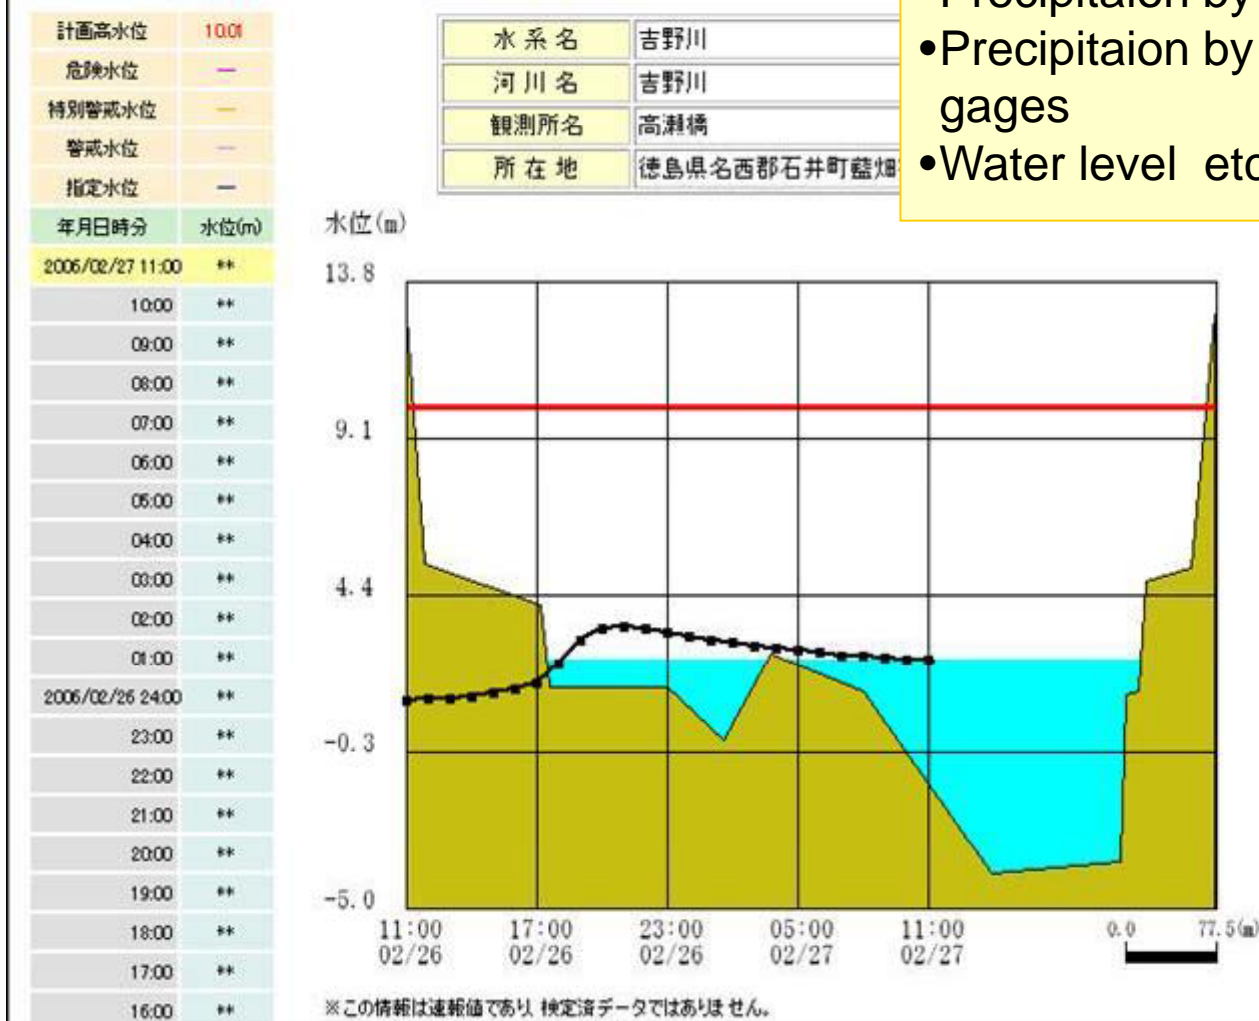 計画高水位 10.01
危険水位 —
特別警戒水位 —
警戒水位 —
指定水位 —
年月日時分 水位(m)
2006/02/27 11:00 **
10:00 **
09:00 **
08:00 **
07:00 **
06:00 **
05:00 **
04:00 **
03:00 **
02:00 **
01:00 **
2006/02/26 24:00 **
23:00 **
22:00 **
21:00 **
20:00 **
19:00 **
18:00 **
17:00 **
16:00 **
水系名 吉野川
河川名 吉野川
観測所名 高瀬橋
所在地 徳島県名西郡石井町藍畑
•Precipitaion by
gages
•Water level etc
水位(m)
13.8
9.1
4.4
-0.3
-5.0
11:00 17:00 23:00 05:00 11:00 0.0 77.5(m)
02/26 02/26 02/26 02/27 02/27
※この情報は速報値であり、検定済データではありません。